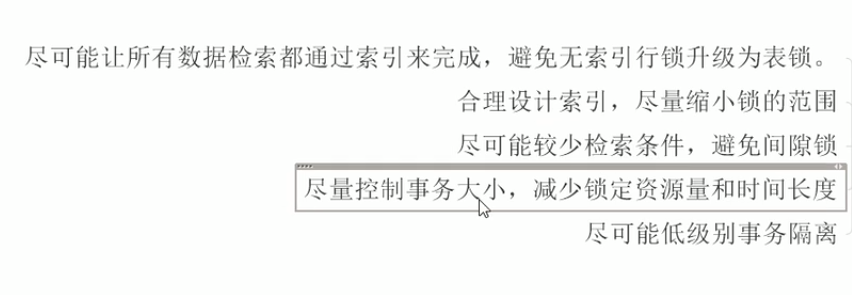 尽可能让所有数据检索都通过索引来完成，避免无索引行锁升级为表锁。
合理设计索引，尽量缩小锁的范围
尽可能较少检索条件，避免间隙锁
尽量控制事务大小，减少锁定资源量和时间长度
尽可能低级别事务隔离